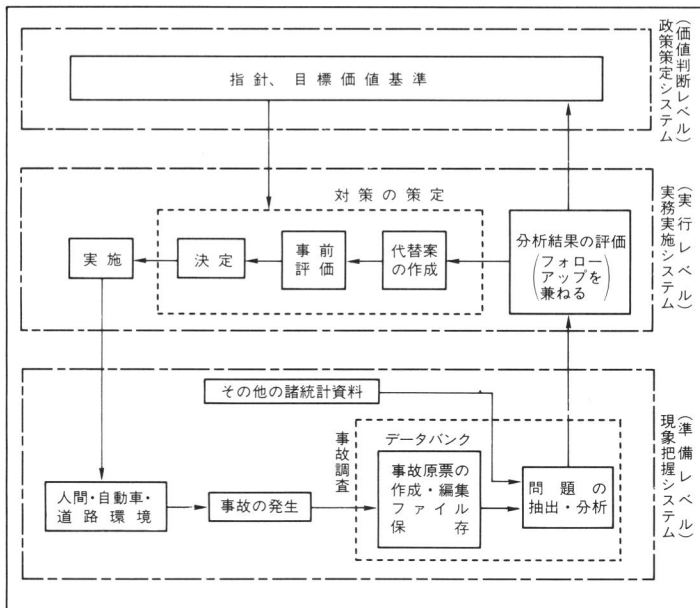 指針、目標価値基準
政策策定システム
(価値判断レベル)
対策の策定
実施
決定
事前
評価
代替案
の作成
分析結果の評価
(フォロー
アップを
兼ねる)
実務実施システム
(実行レベル)
その他の諸統計資料
データバンク
事故調査
人間・自動車・
道路環境
事故の発生
事故原票の
作成・編集
ファイル
保存
問題の
抽出・分析
現象把握システム
(準備レベル)